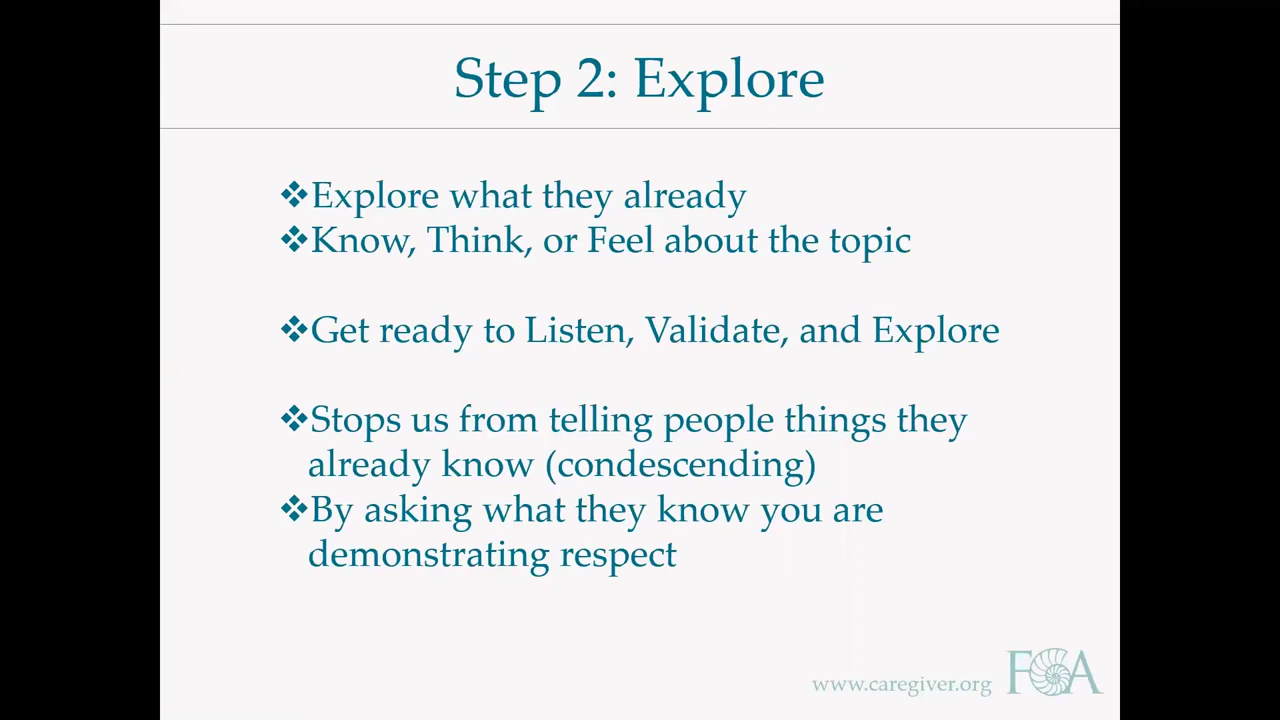 Step 2: Explore
❖Explore what they already
❖Know, Think, or Feel about the topic
❖Get ready to Listen, Validate, and Explore
❖Stops us from telling people things they
already know (condescending)
❖By asking what they know you are
demonstrating respect
www.caregiver.org FCA